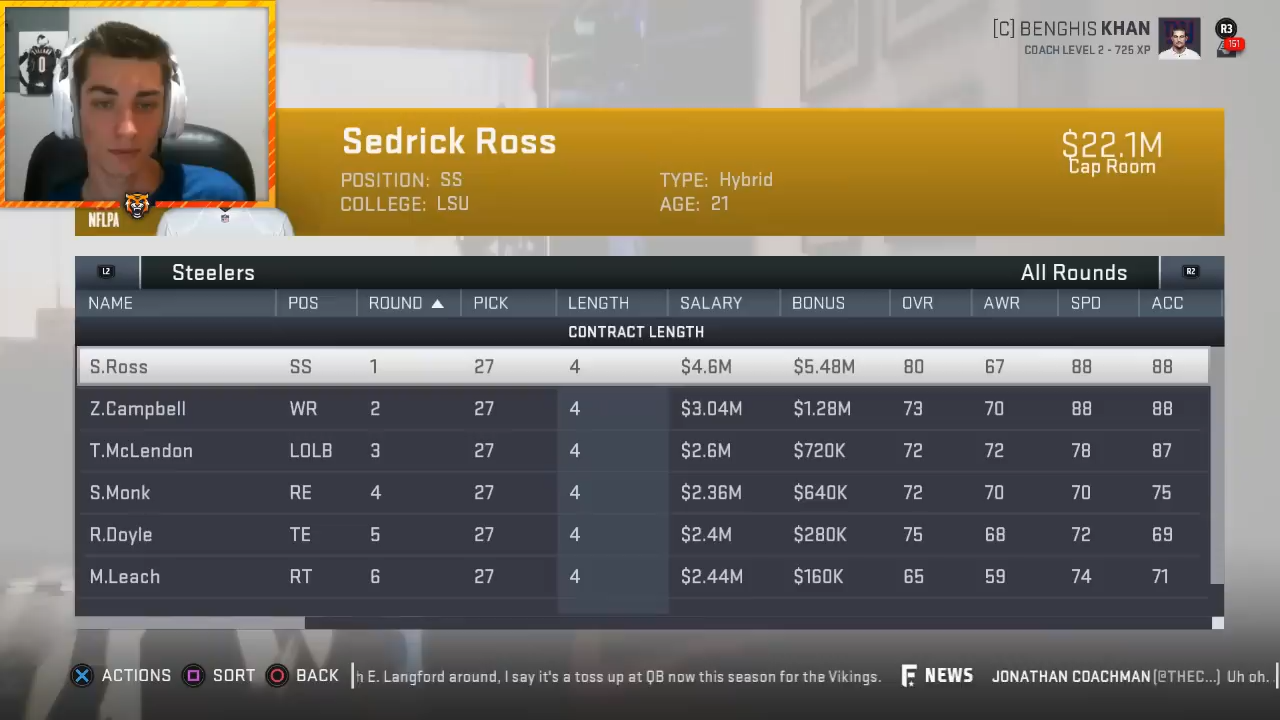 [C] BENGHIS KHAN
COACH LEVEL 2 - 725 XP
R3
151
0
NFLPA
Sedrick Ross
POSITION: SS
TYPE: Hybrid
COLLEGE: LSU
AGE: 21
$22.1M
Cap Room
L2
Steelers
All Rounds
R2
NAME POS ROUND PICK LENGTH SALARY BONUS OVR AWR SPD ACC
CONTRACT LENGTH
S.Ross SS 1 27 4 $4.6M $5.48M 80 67 88 88
Z.Campbell WR 2 27 4 $3.04M $1.28M 73 70 88 88
T.McLendon LOLB 3 27 4 $2.6M $720K 72 72 78 87
S.Monk RE 4 27 4 $2.36M $640K 72 70 70 75
R.Doyle TE 5 27 4 $2.4M $280K 75 68 72 69
M.Leach RT 6 27 4 $2.44M $160K 65 59 74 71
ACTIONS SORT BACK
h E. Langford around, I say it's a toss up at QB now this season for the Vikings.
F NEWS
JONATHAN COACHMAN (@THEC...) Uh oh.